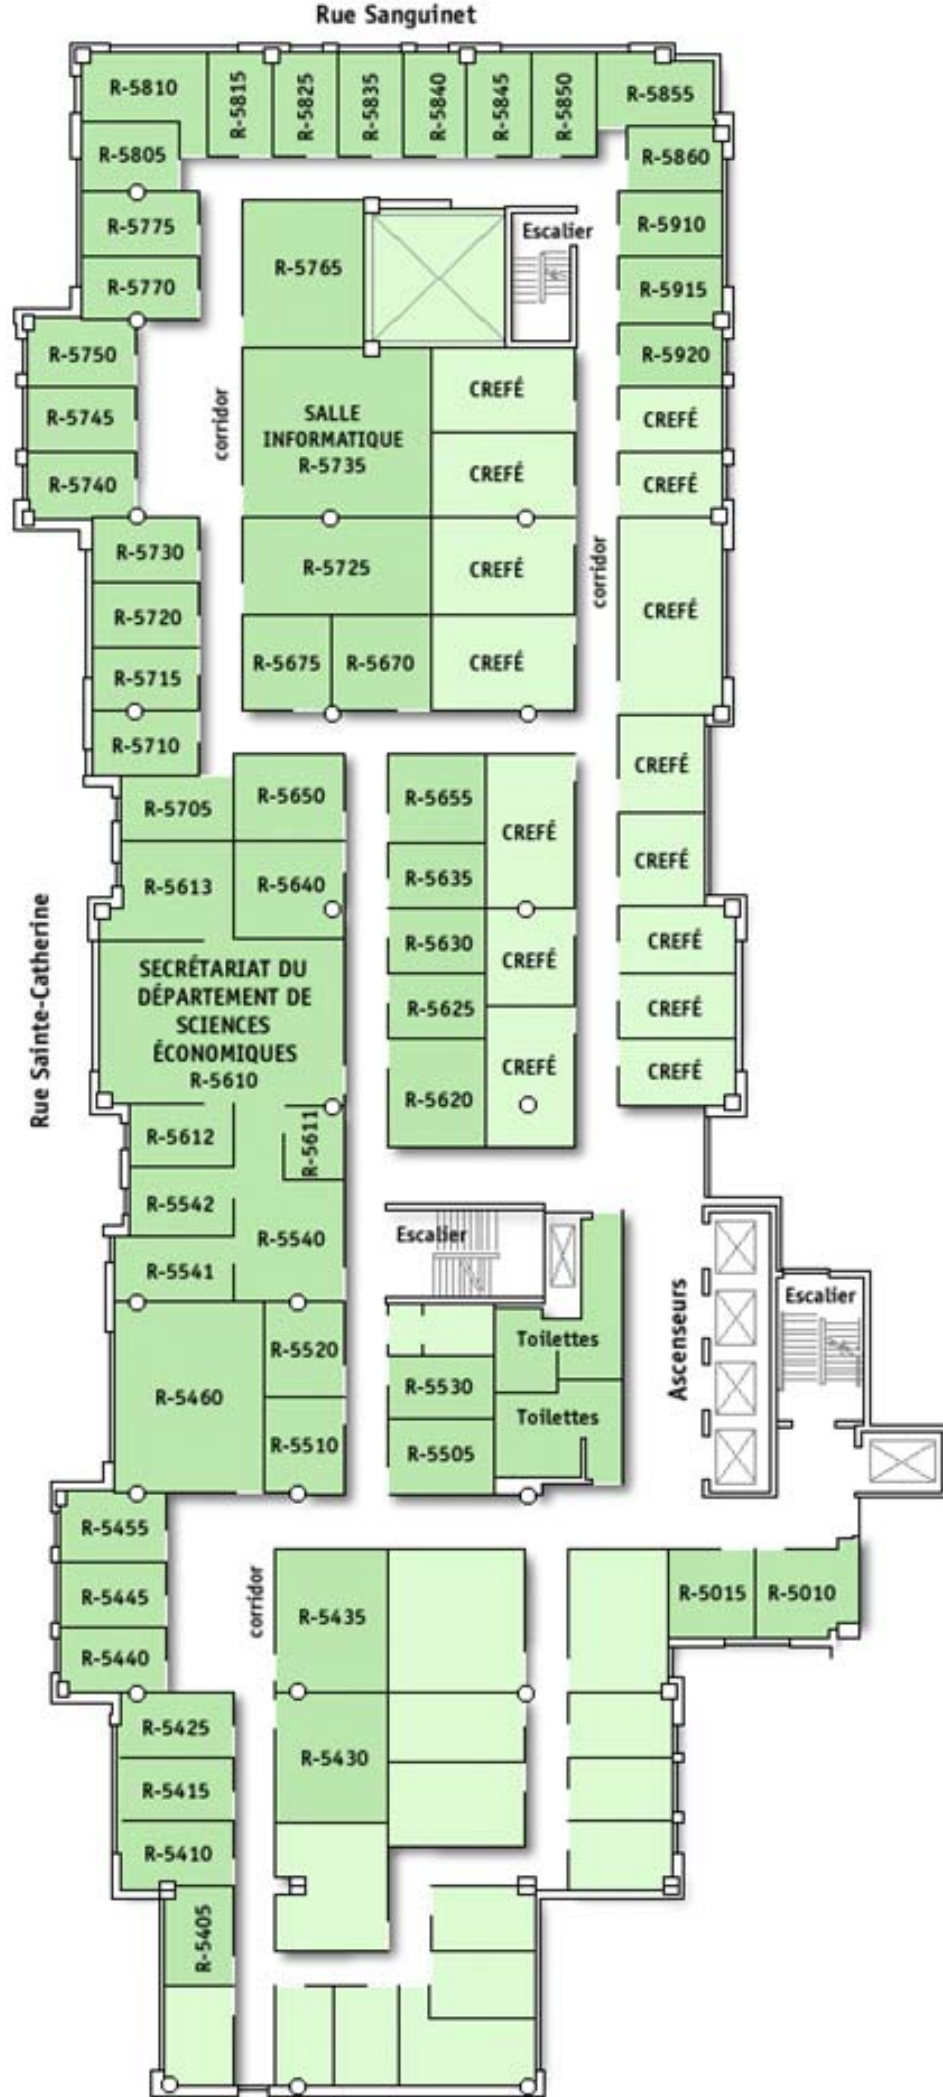 Rue Sanguinet
R-5810
R-5815
R-5825
R-5835
R-5840
R-5845
R-5850
R-5855
R-5805
R-5860
R-5775
R-5910
R-5765
Escalier
R-5770
R-5915
R-5750
R-5920
corridor
R-5745
SALLE
INFORMATIQUE
R-5735
CREFÉ
CREFÉ
R-5740
CREFÉ
CREFÉ
R-5730
R-5725
CREFÉ
corridor
R-5720
CREFÉ
R-5715
R-5675
R-5670
CREFÉ
R-5710
CREFÉ
R-5705
R-5650
R-5655
CREFÉ
R-5613
R-5640
R-5635
CREFÉ
Rue Sainte-Catherine
SECRÉTARIAT DU
DÉPARTEMENT DE
SCIENCES
ÉCONOMIQUES
R-5610
R-5630
CREFÉ
CREFÉ
R-5625
CREFÉ
R-5620
CREFÉ
CREFÉ
R-5612
R-5611
R-5542
R-5540
Escalier
R-5541
Ascenseurs
Escalier
R-5520
Toilettes
R-5460
R-5530
Toilettes
R-5510
R-5505
R-5455
R-5445
corridor
R-5435
R-5015
R-5010
R-5440
R-5425
R-5430
R-5415
R-5410
R-5405